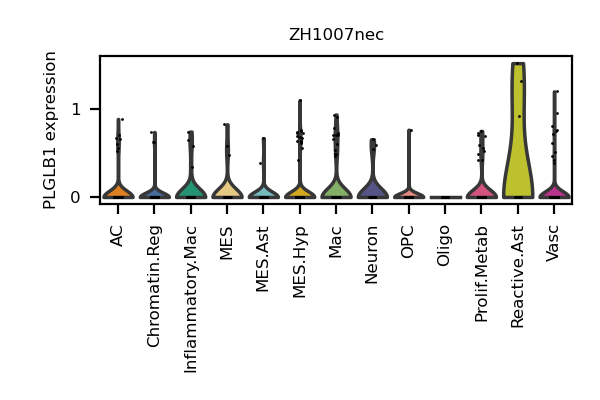 ZH1007nec
PLGLB1 expression
1
0
AC
Chromatin.Reg
Inflammatory.Mac
MES
MES.Ast
MES.Hyp
Mac
Neuron
OPC
Oligo
Prolif.Metab
Reactive.Ast
Vasc